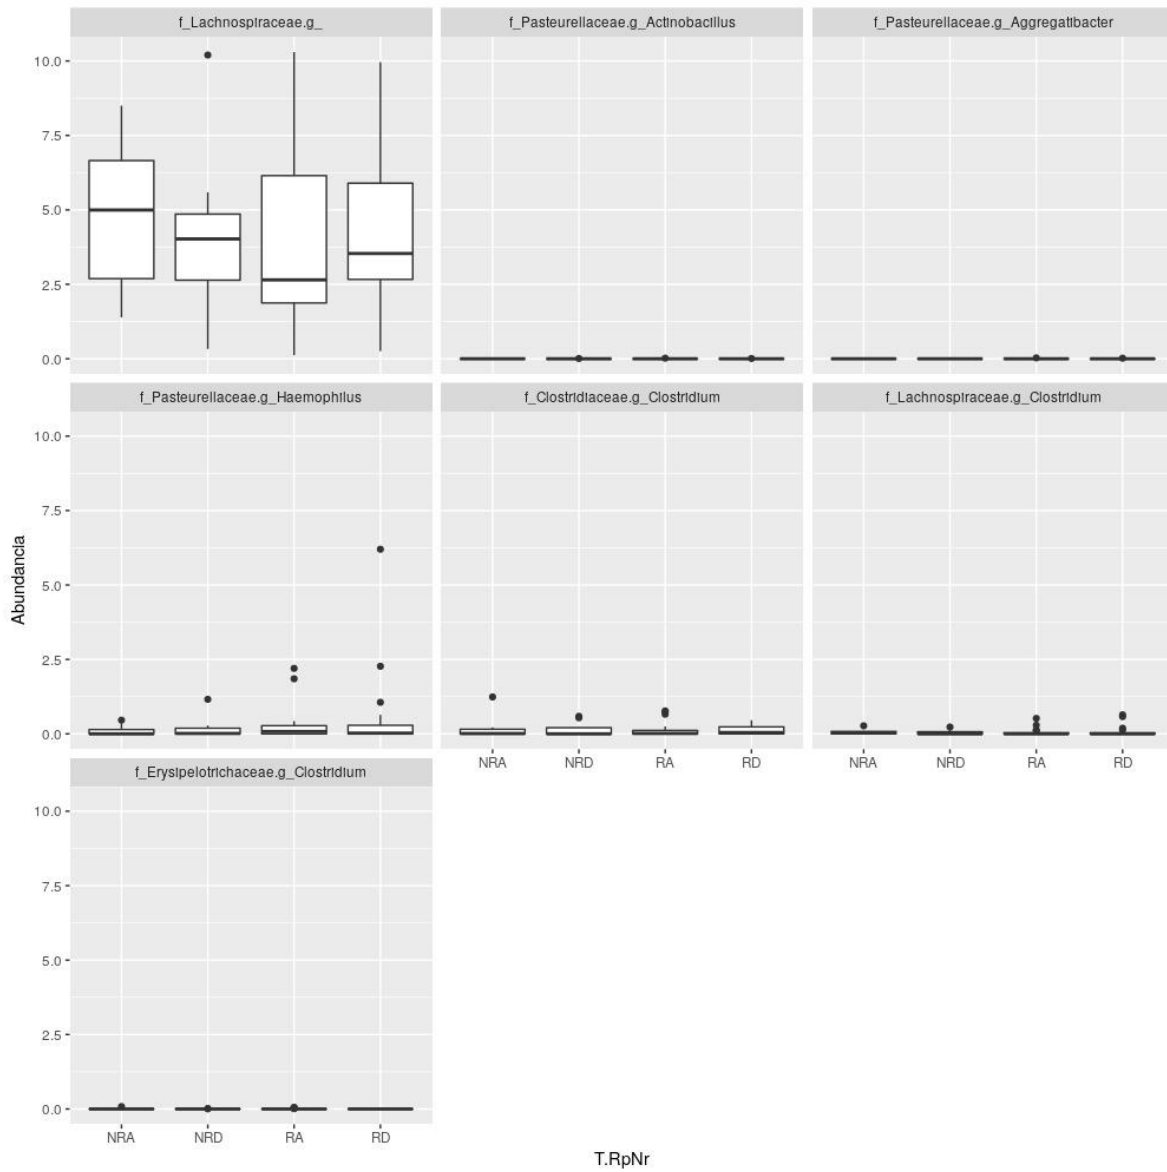 f_Lachnospiraceae.g_
f_Pasteurellaceae.g_Actinobacillus
f_Pasteurellaceae.g_Aggregatibacter
10.0
7.5
5.0
2.5
0.0
f_Pasteurellaceae.g_Haemophilus
f_Clostridiaceae.g_Clostridium
f_Lachnospiraceae.g_Clostridium
10.0
7.5
5.0
2.5
0.0
Abundancia
NRA NRD RA RD
NRA NRD RA RD
f_Erysipelotrichaceae.g_Clostridium
10.0
7.5
5.0
2.5
0.0
NRA NRD RA RD
T.RpNr